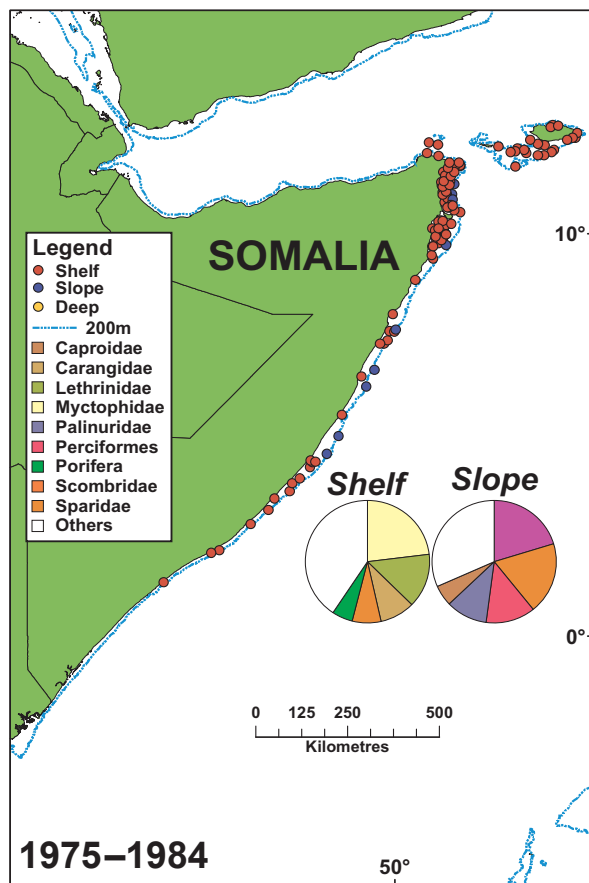 SOMALIA
10°
Legend
Shelf
Slope
Deep
200m
Caproidae
Carangidae
Lethrinidae
Myctophidae
Palinuridae
Perciformes
Porifera
Scombridae
Sparidae
Others
Shelf Slope
0°
0 125 250 500
Kilometres
1975–1984
50°